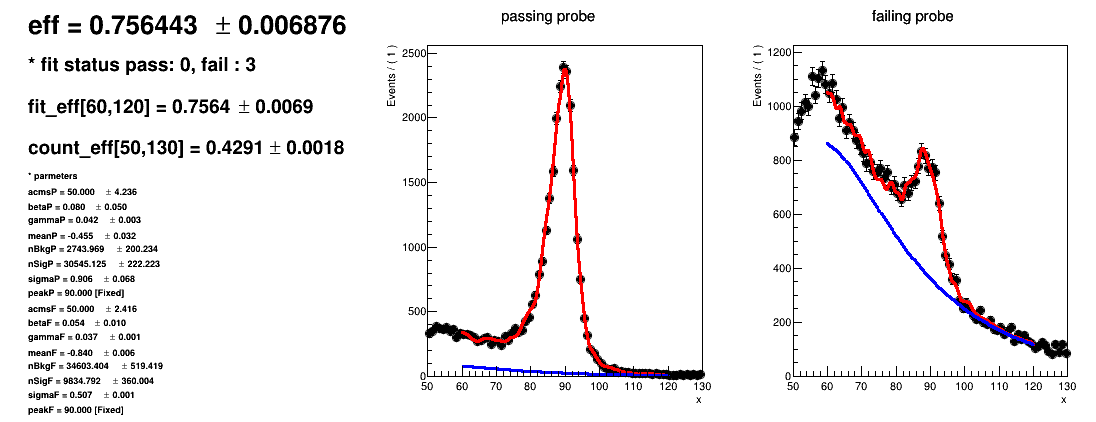 eff = 0.756443 ± 0.006876
* fit status pass: 0, fail : 3
fit_eff[60,120] = 0.7564 ± 0.0069
count_eff[50,130] = 0.4291 ± 0.0018
* parmeters
acmsP = 50.000 ± 4.236
betaP = 0.080 ± 0.050
gammaP = 0.042 ± 0.003
meanP = -0.455 ± 0.032
nBkgP = 2743.969 ± 200.234
nSigP = 30545.125 ± 222.223
sigmaP = 0.906 ± 0.068
peakP = 90.000 [Fixed]
acmsF = 50.000 ± 2.416
betaF = 0.054 ± 0.010
gammaF = 0.037 ± 0.001
meanF = -0.840 ± 0.006
nBkgF = 34603.404 ± 519.419
nSigF = 9834.792 ± 360.004
sigmaF = 0.507 ± 0.001
peakF = 90.000 [Fixed]
passing probe
Events / ( 1 )
2500
2000
1500
1000
500
0
50 60 70 80 90 100 110 120 130
x
failing probe
Events / ( 1 )
1200
1000
800
600
400
200
0
50 60 70 80 90 100 110 120 130
x